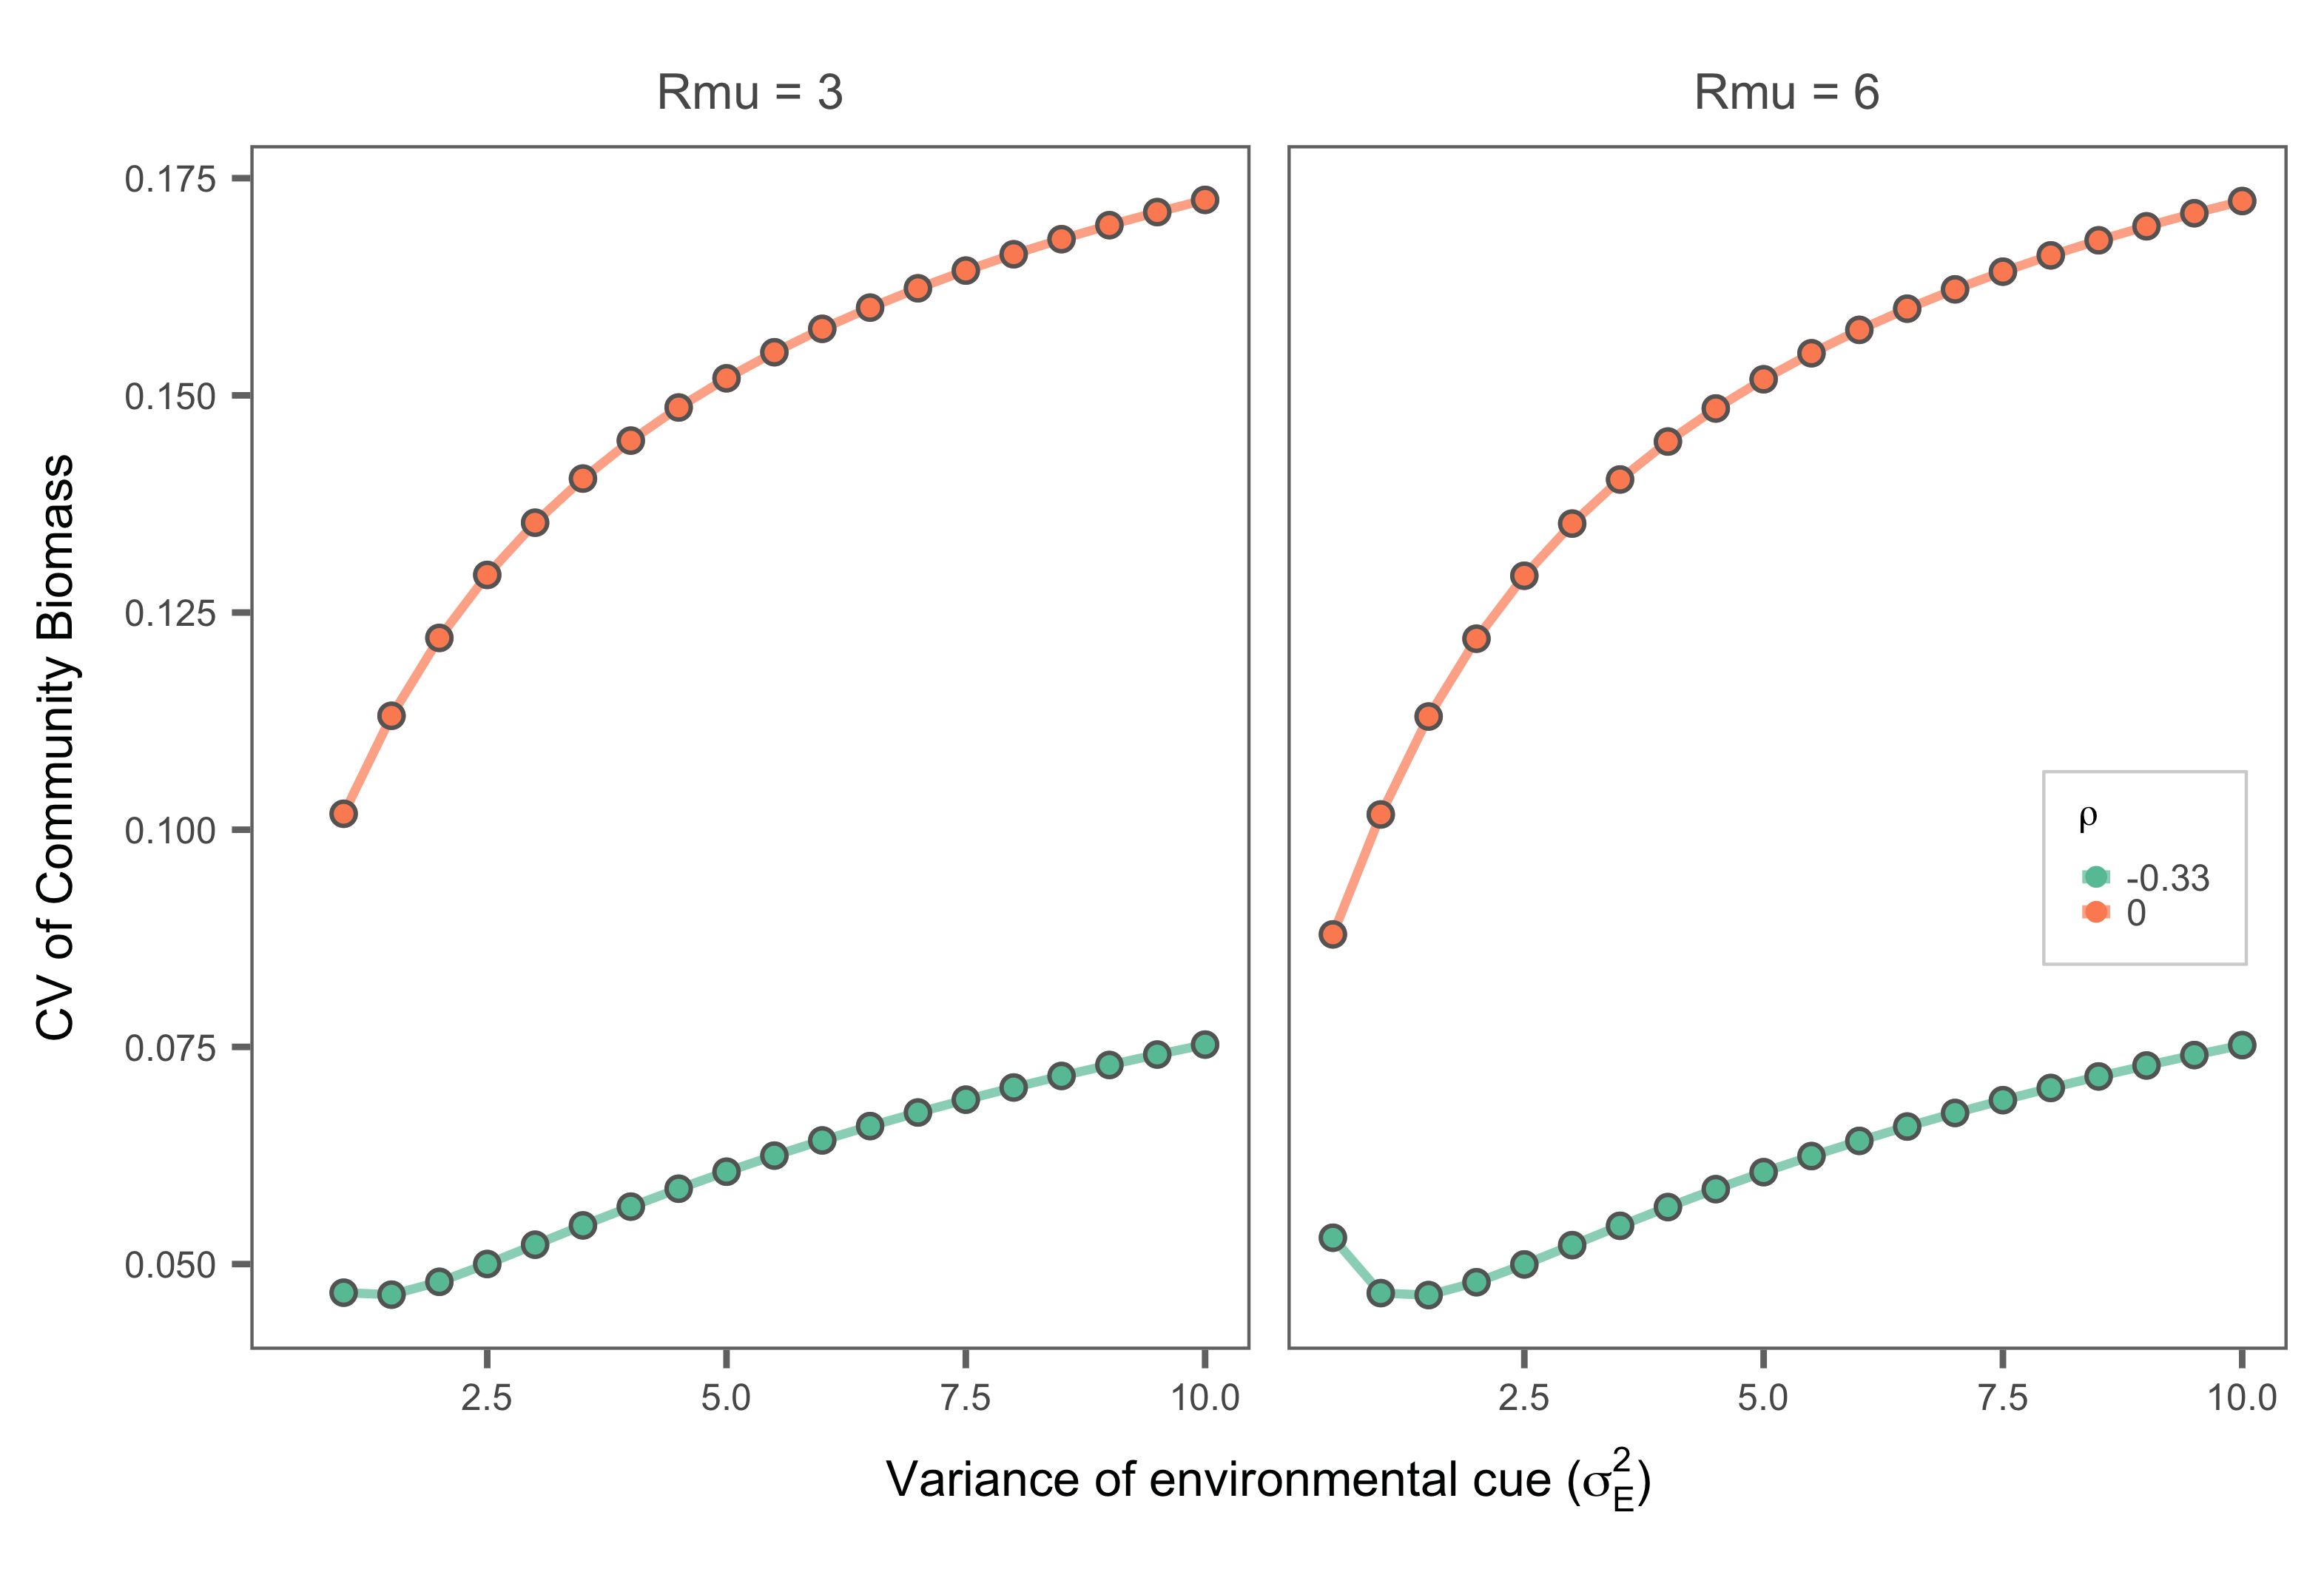 Rmu = 3
Rmu = 6
CV of Community Biomass
0.175
0.150
0.125
0.100
0.075
0.050
ρ
-0.33
0
2.5 5.0 7.5 10.0
2.5 5.0 7.5 10.0
Variance of environmental cue (σ²E)